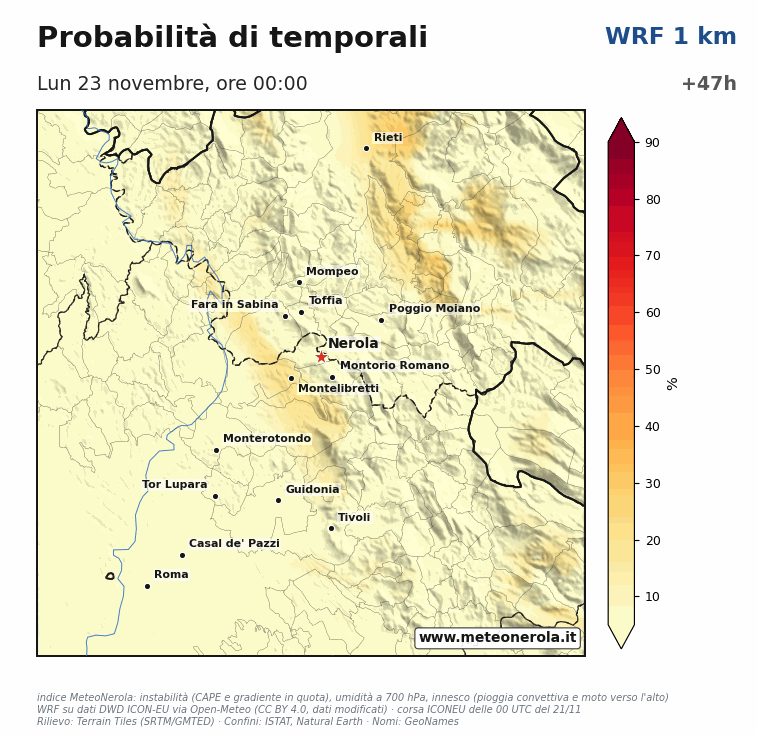 Probabilità di temporali
WRF 1 km
Lun 23 novembre, ore 00:00
+47h
Rieti
Mompeo
Fara in Sabina
Toffia
Poggio Moiano
Nerola
Montorio Romano
Montelibretti
Monterotondo
Tor Lupara
Guidonia
Tivoli
Casal de' Pazzi
Roma
www.meteonerola.it
90
80
70
60
50
40
30
20
10
%
indice MeteoNerola: instabilità (CAPE e gradiente in quota), umidità a 700 hPa, innesco (pioggia convettiva e moto verso l'alto)
WRF su dati DWD ICON-EU via Open-Meteo (CC BY 4.0, dati modificati) · corsa ICONEU delle 00 UTC del 21/11
Rilievo: Terrain Tiles (SRTM/GMTED) · Confini: ISTAT, Natural Earth · Nomi: GeoNames